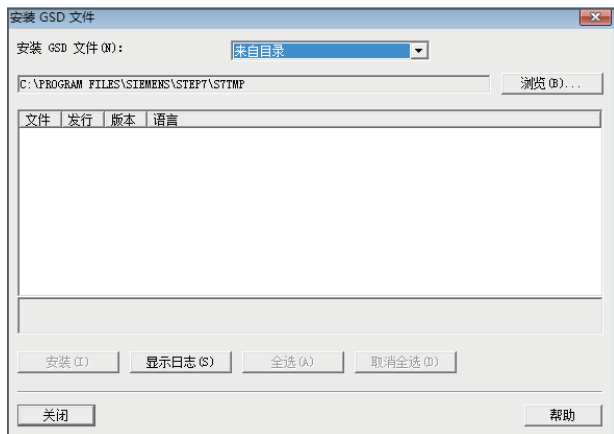 安装 GSD 文件
安装 GSD 文件(N):
来自目录
C:\PROGRAM FILES\SIEMENS\STEP7\S7TMP
浏览(B)...
文件 发行 版本 语言
安装(I) 显示日志(S) 全选(A) 取消全选(D)
关闭 帮助